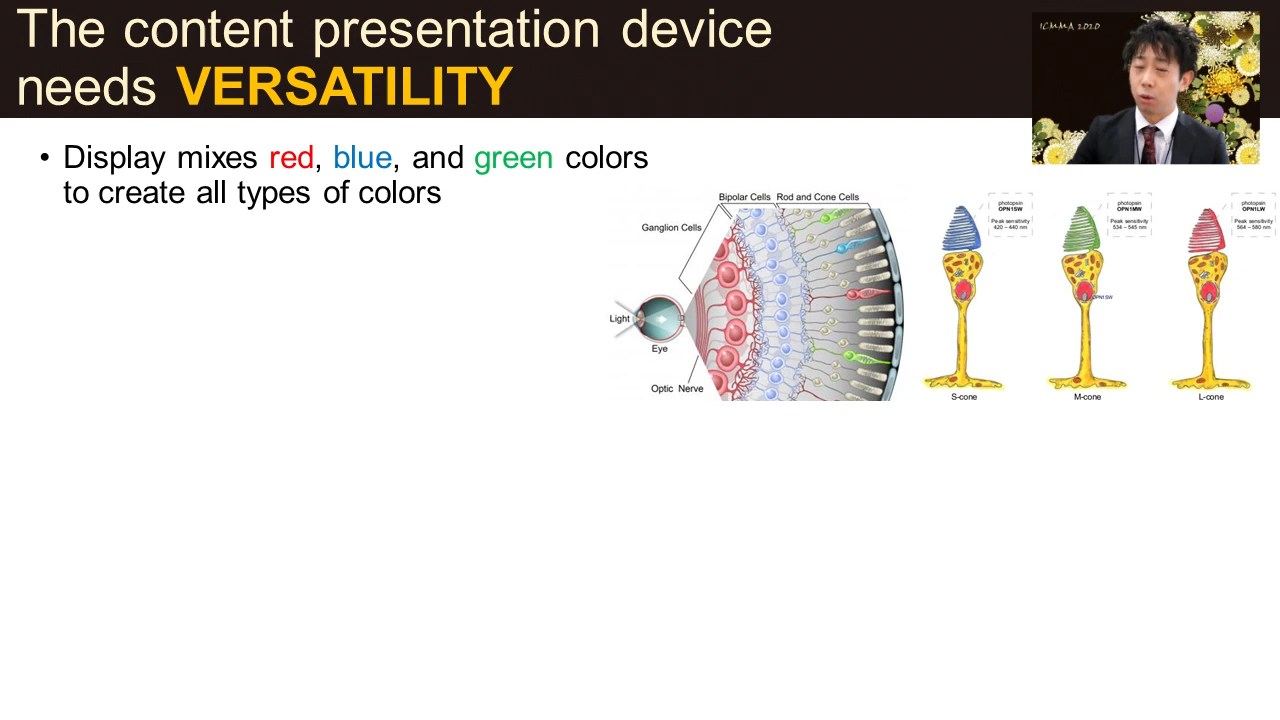 The content presentation device
needs VERSATILITY
ICMMA 2020
• Display mixes red, blue, and green colors
to create all types of colors
Bipolar Cells Rod and Cone Cells
Ganglion Cells
Light
Eye
Optic Nerve
photopsin
OPN1SW
Peak sensitivity
420 – 440 nm
S-cone
photopsin
OPN1MW
Peak sensitivity
534 – 545 nm
OPN1SW
M-cone
photopsin
OPN1LW
Peak sensitivity
564 – 580 nm
L-cone